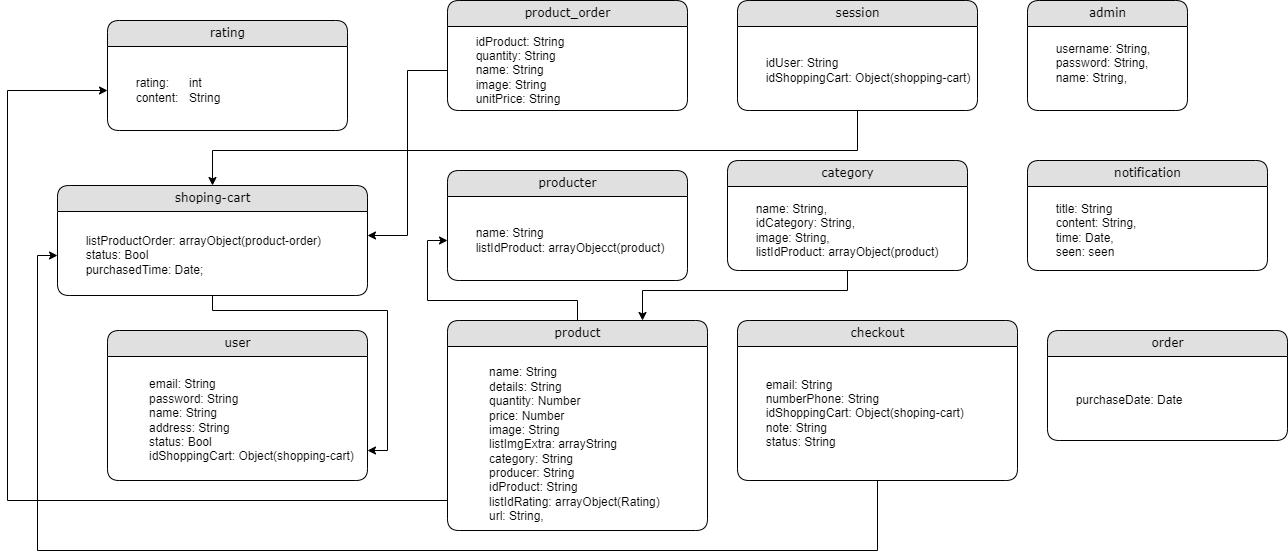 rating
rating: int
content: String
product_order
idProduct: String
quantity: String
name: String
image: String
unitPrice: String
session
idUser: String
idShoppingCart: Object(shopping-cart)
admin
username: String,
password: String,
name: String,
shoping-cart
listProductOrder: arrayObject(product-order)
status: Bool
purchasedTime: Date;
producter
name: String
listIdProduct: arrayObjecct(product)
category
name: String,
idCategory: String,
image: String,
listIdProduct: arrayObject(product)
notification
title: String
content: String,
time: Date,
seen: seen
user
email: String
password: String
name: String
address: String
status: Bool
idShoppingCart: Object(shopping-cart)
product
name: String
details: String
quantity: Number
price: Number
image: String
listImgExtra: arrayString
category: String
producer: String
idProduct: String
listIdRating: arrayObject(Rating)
url: String,
checkout
email: String
numberPhone: String
idShoppingCart: Object(shoping-cart)
note: String
status: String
order
purchaseDate: Date